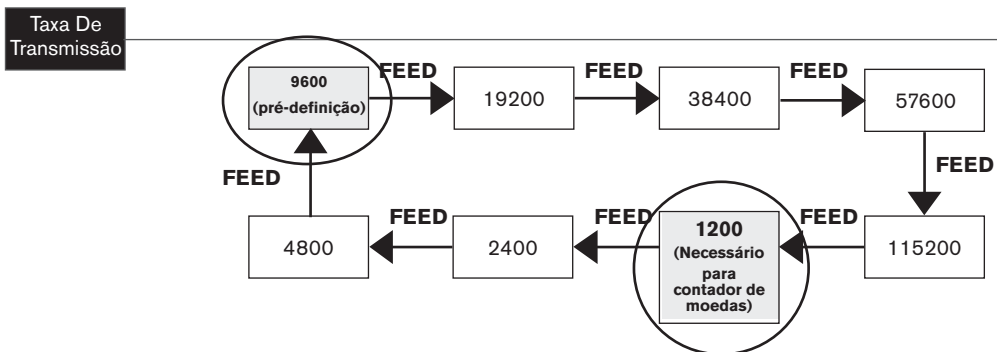 Taxa De
Transmissão
FEED
FEED
FEED
9600
(pré-definição)
19200
38400
57600
FEED
FEED
FEED
FEED
FEED
4800
2400
1200
(Necessário
para
contador de
moedas)
115200